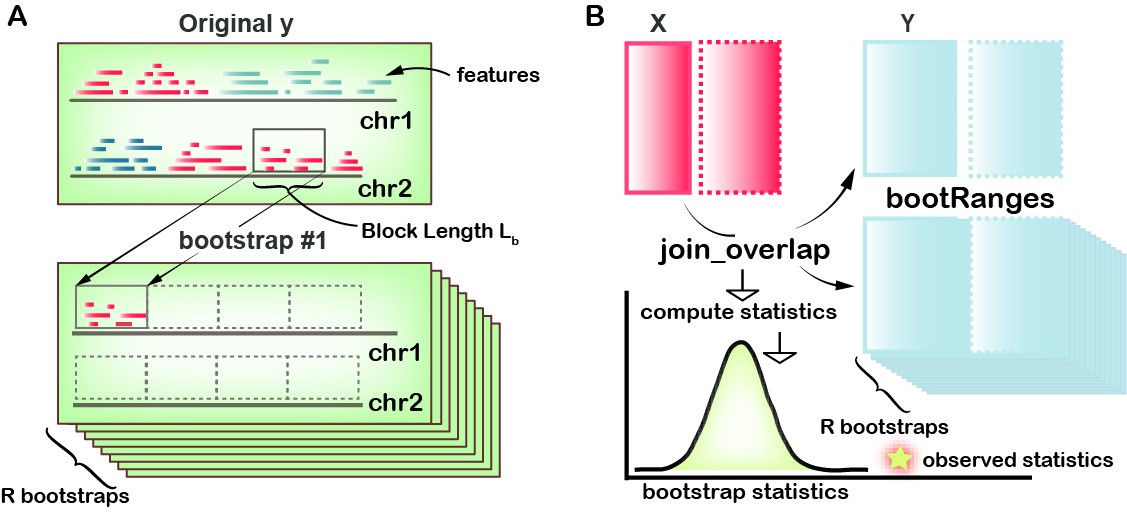 A
Original y
features
chr1
chr2
Block Length Lb
bootstrap #1
chr1
chr2
R bootstraps
B
X
Y
bootRanges
join_overlap
compute statistics
R bootstraps
observed statistics
bootstrap statistics